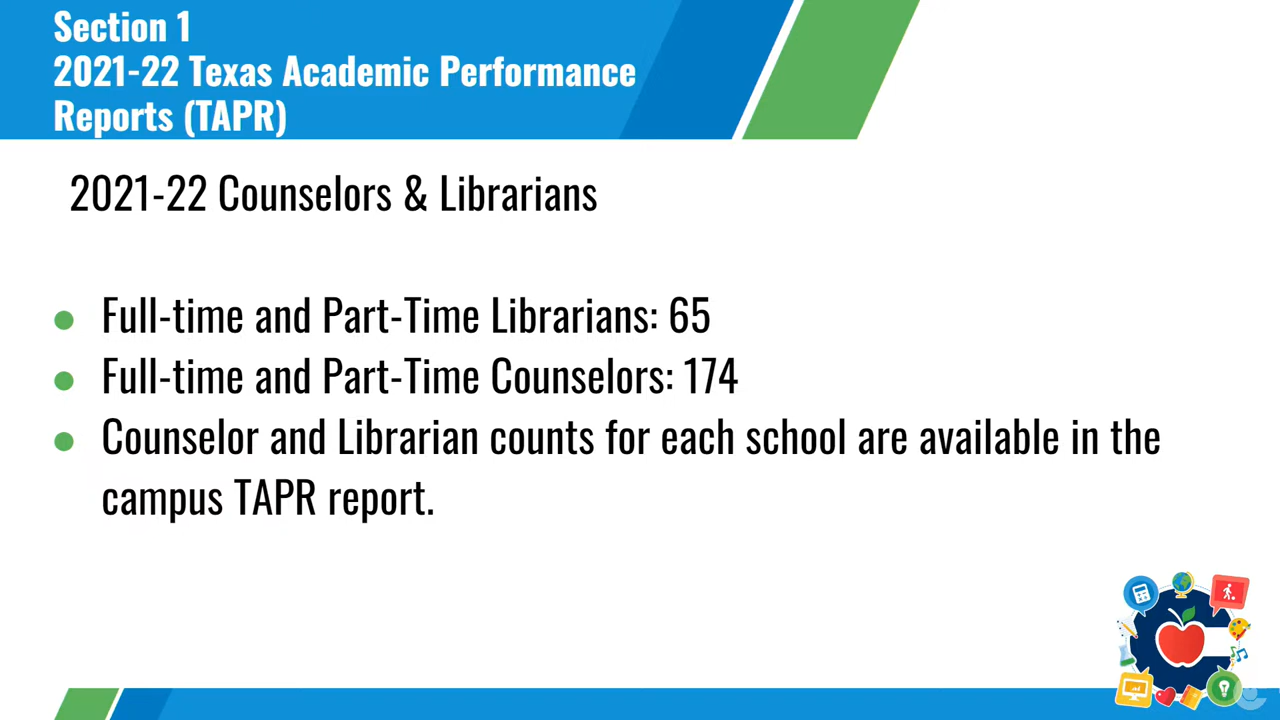 Section 1
2021-22 Texas Academic Performance
Reports (TAPR)
2021-22 Counselors & Librarians
Full-time and Part-Time Librarians: 65
Full-time and Part-Time Counselors: 174
Counselor and Librarian counts for each school are available in the
campus TAPR report.